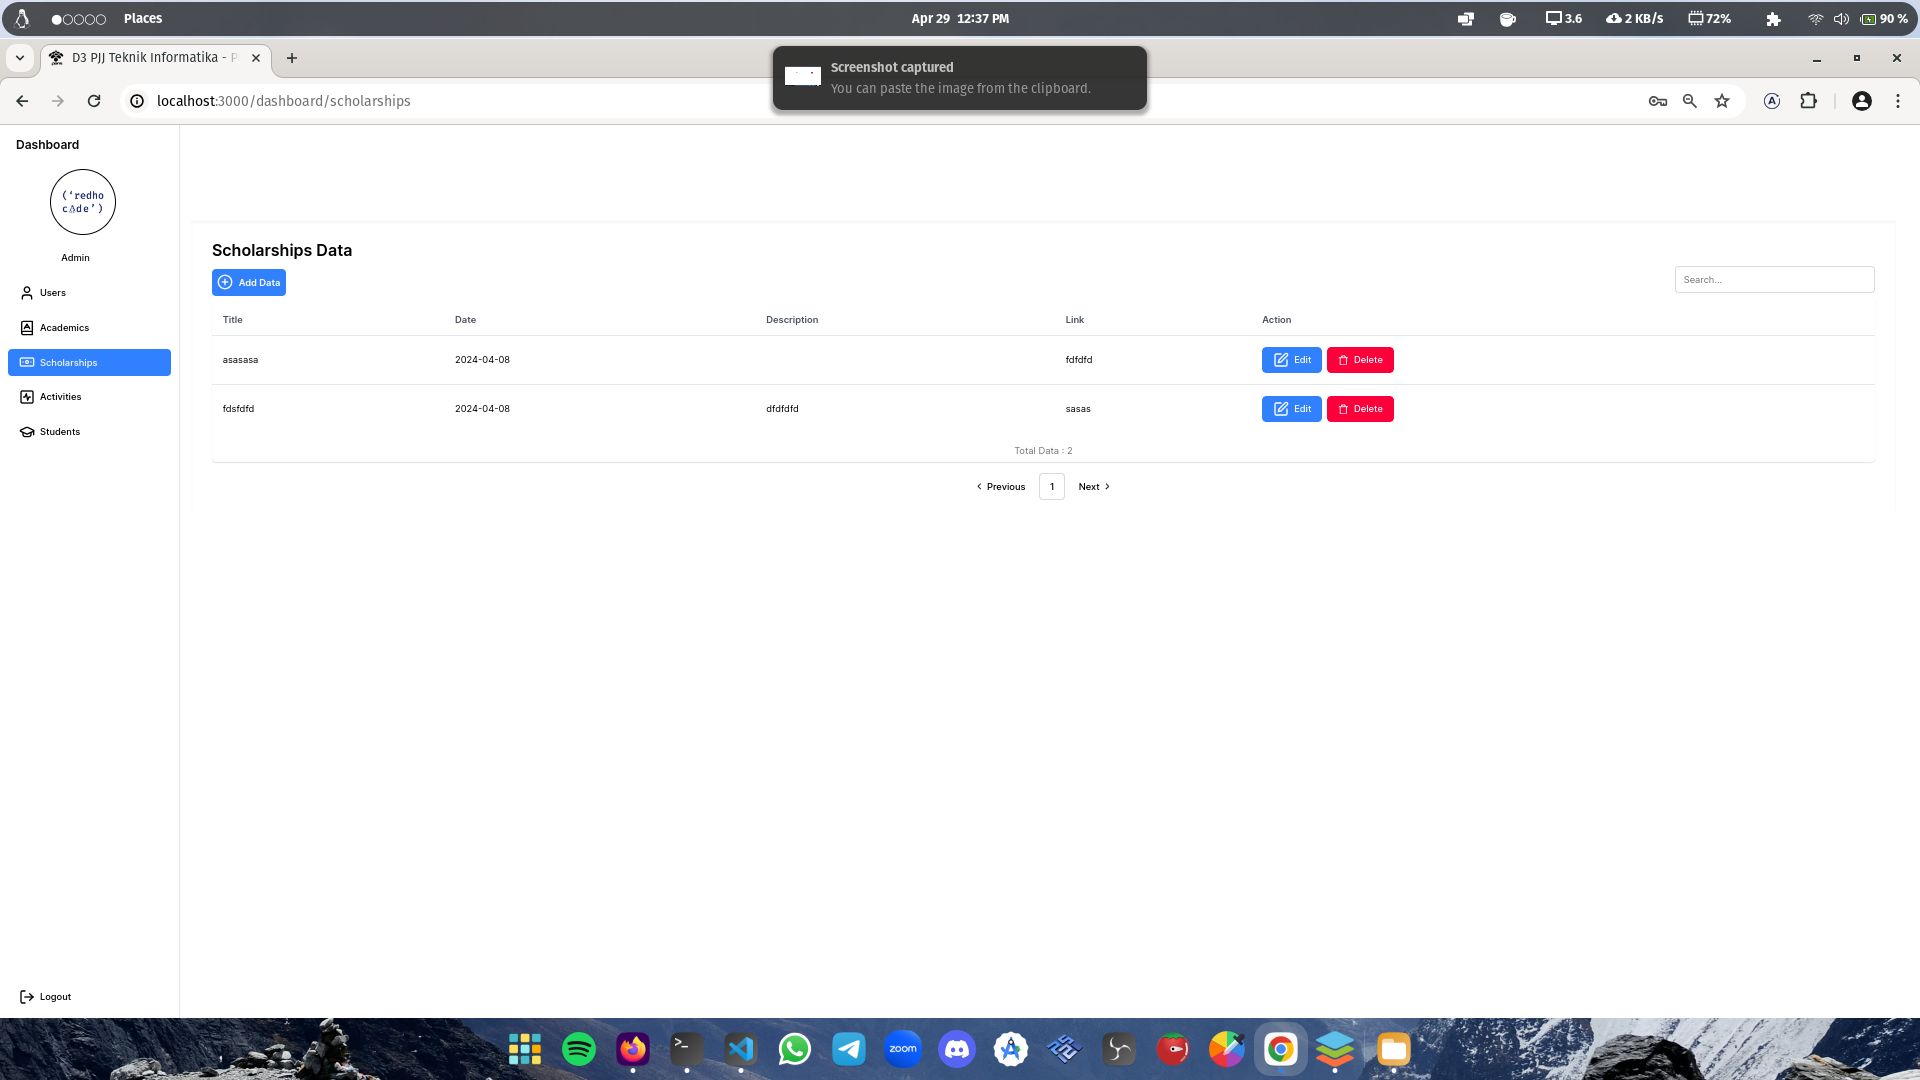 Places
Apr 29 12:37 PM
3.6
2 KB/s
72%
90 %
D3 PJJ Teknik Informatika - P
Screenshot captured
You can paste the image from the clipboard.
localhost:3000/dashboard/scholarships
Dashboard
('redho
code')
Admin
Users
Academics
Scholarships
Activities
Students
Logout
Scholarships Data
Add Data
Search...
Title Date Description Link Action
asasasa 2024-04-08 fdfdfd Edit Delete
fdsfdfd 2024-04-08 dfdfdfd sasas Edit Delete
Total Data : 2
Previous 1 Next
zoom